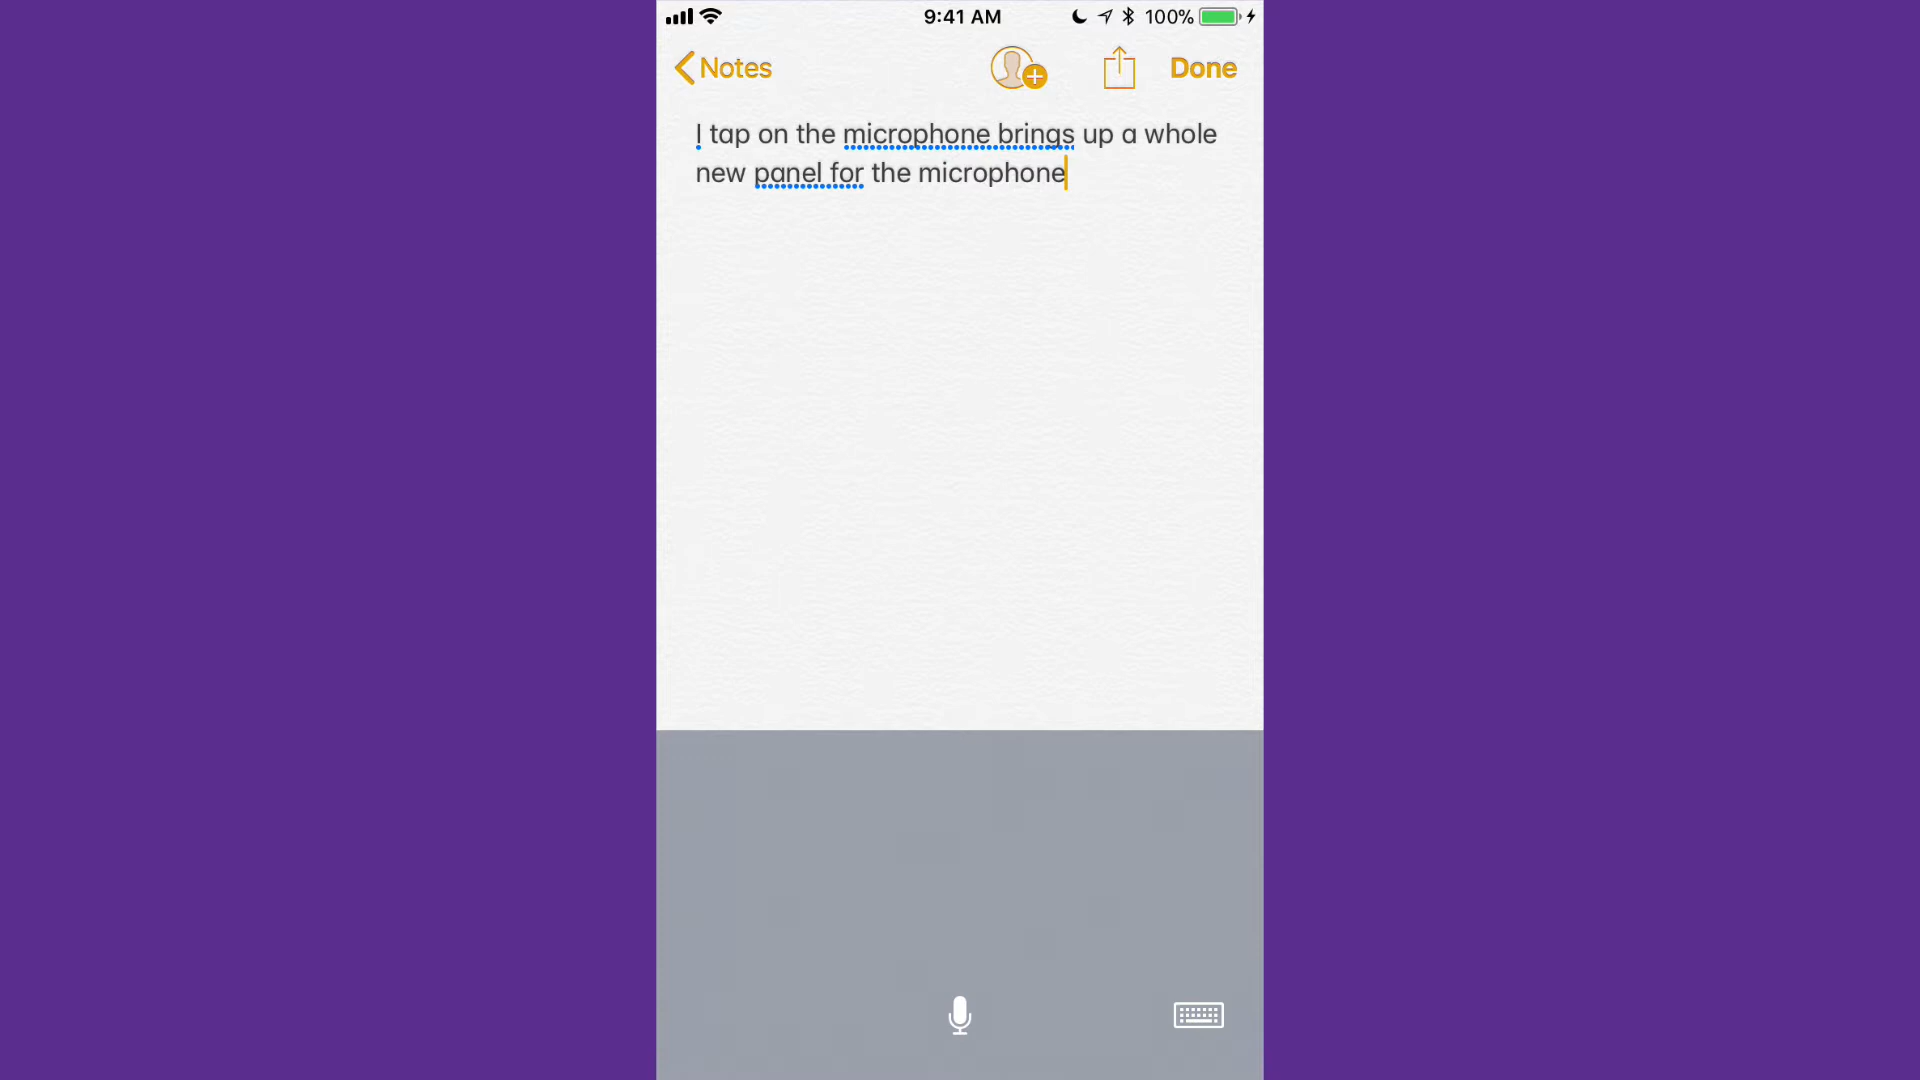 9:41 AM
100%
Notes
Done
I tap on the microphone brings up a whole
new panel for the microphone